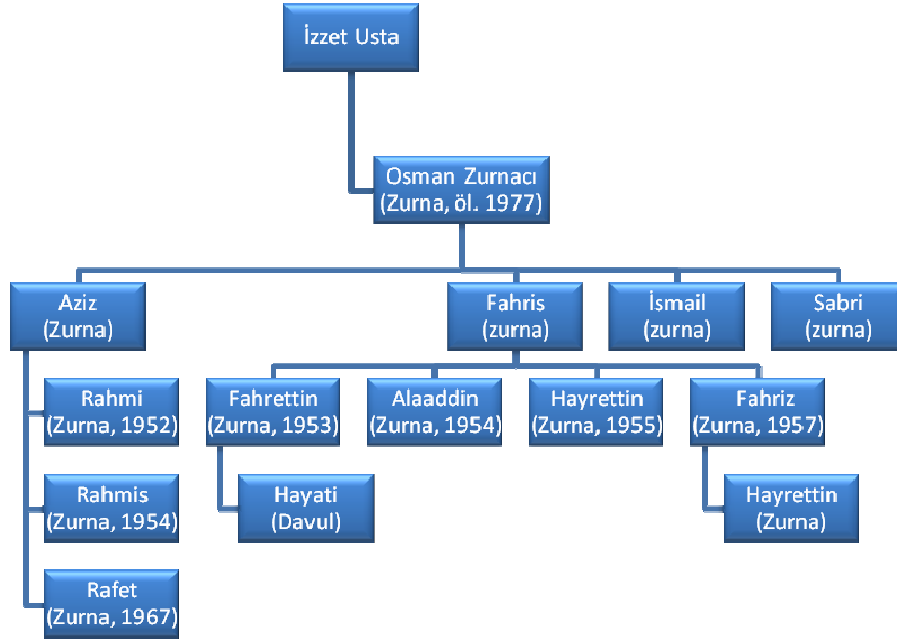 İzzet Usta
Osman Zurnacı
(Zurna, öl. 1977)
Aziz
(Zurna)
Fahris
(zurna)
İsmail
(zurna)
Sabri
(zurna)
Rahmi
(Zurna, 1952)
Fahrettin
(Zurna, 1953)
Alaaddin
(Zurna, 1954)
Hayrettin
(Zurna, 1955)
Fahriz
(Zurna, 1957)
Rahmis
(Zurna, 1954)
Hayati
(Davul)
Hayrettin
(Zurna)
Rafet
(Zurna, 1967)